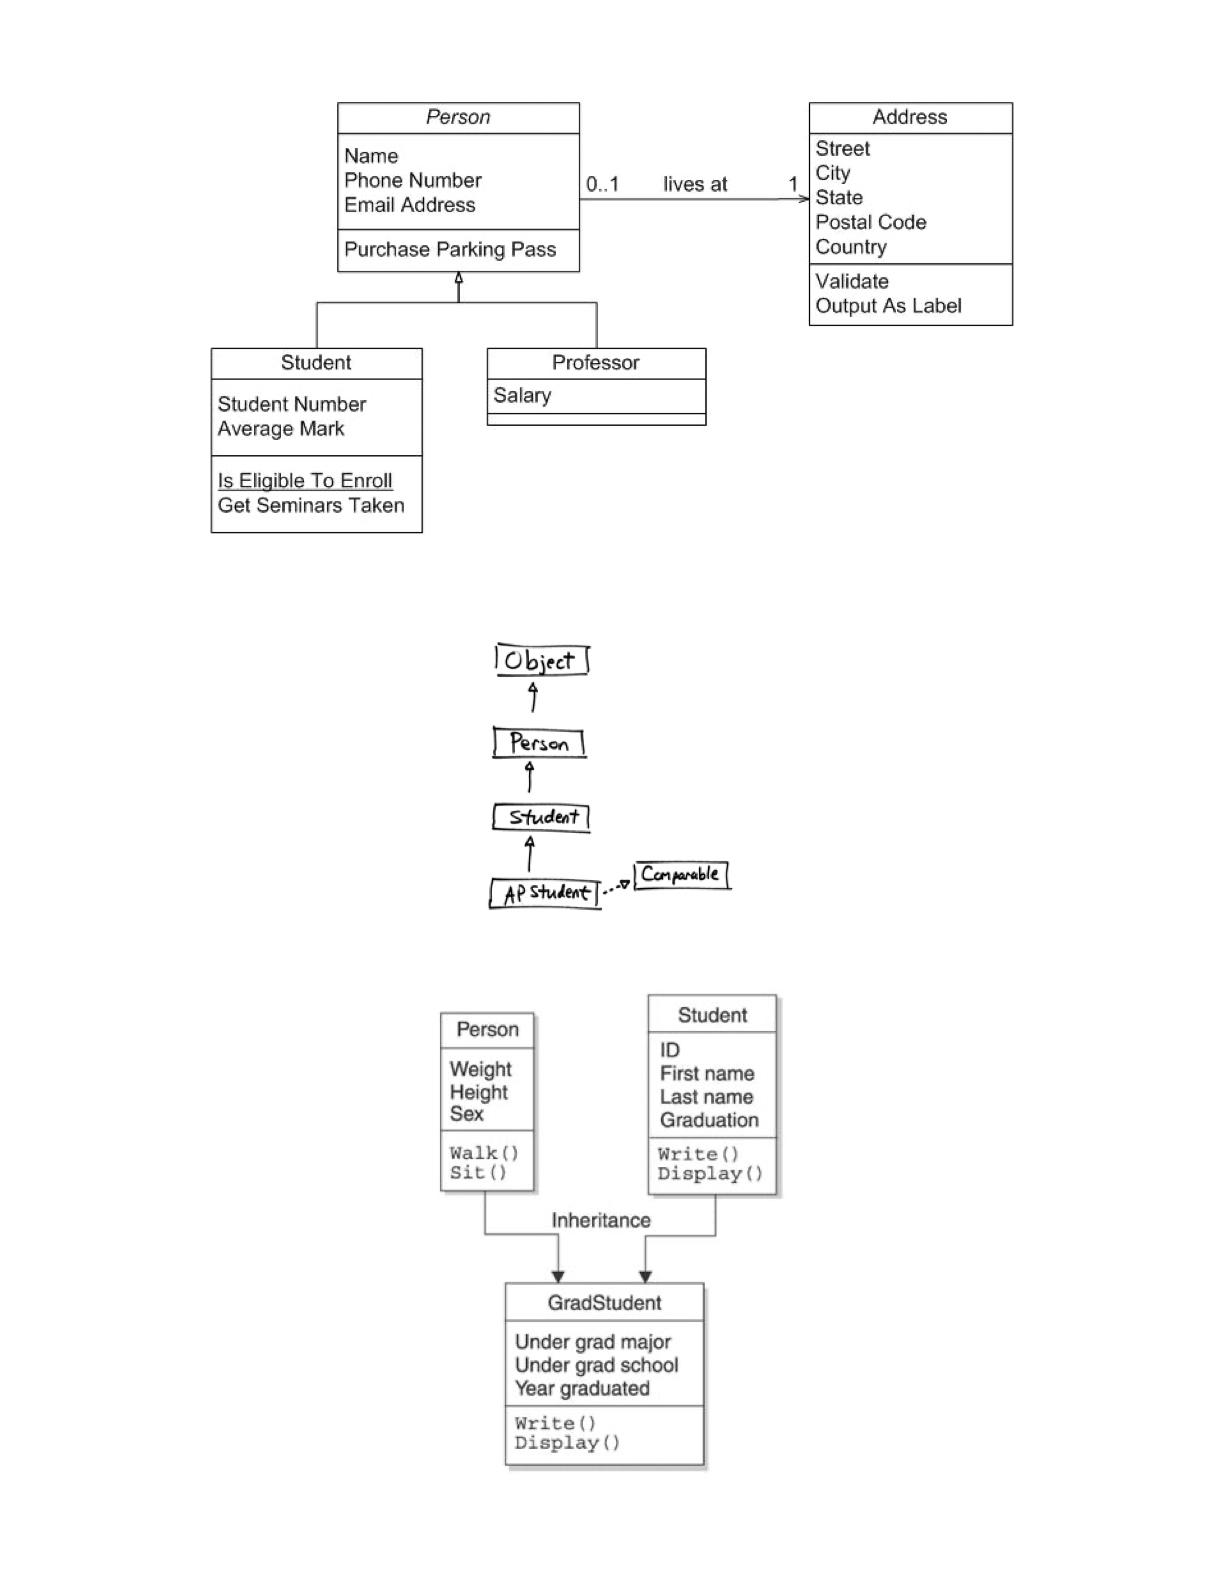 Person
Name
Phone Number
Email Address
Purchase Parking Pass
0..1 lives at 1
Address
Street
City
State
Postal Code
Country
Validate
Output As Label
Student
Student Number
Average Mark
Is Eligible To Enroll
Get Seminars Taken
Professor
Salary
Object
Person
Student
AP Student
Comparable
Person
Weight
Height
Sex
Walk()
Sit()
Student
ID
First name
Last name
Graduation
Write()
Display()
Inheritance
GradStudent
Under grad major
Under grad school
Year graduated
Write()
Display()